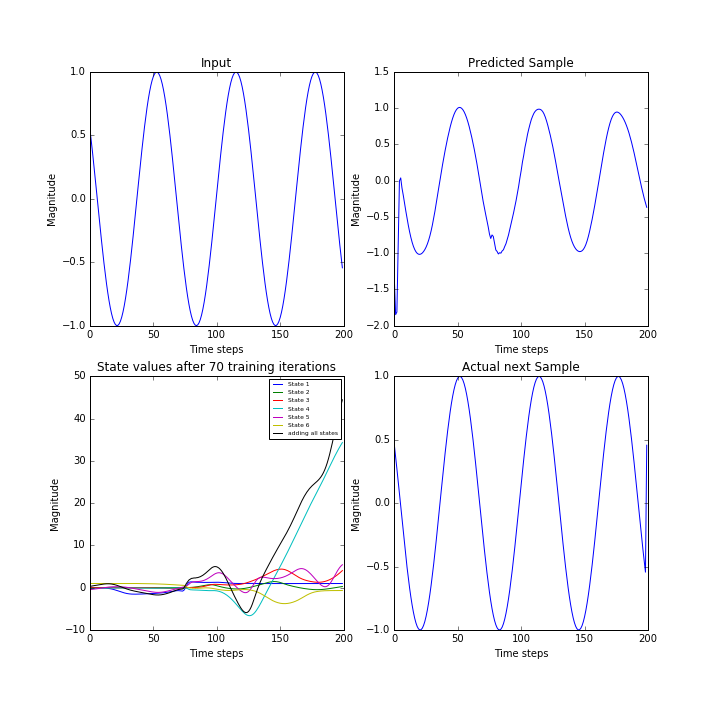 Input
1.0
0.5
0.0
−0.5
−1.0
Magnitude
0 50 100 150 200
Time steps
Predicted Sample
1.5
1.0
0.5
0.0
−0.5
−1.0
−1.5
−2.0
Magnitude
0 50 100 150 200
Time steps
State values after 70 training iterations
50
40
30
20
10
0
−10
Magnitude
State 1
State 2
State 3
State 4
State 5
State 6
adding all states
0 50 100 150 200
Time steps
Actual next Sample
1.0
0.5
0.0
−0.5
−1.0
Magnitude
0 50 100 150 200
Time steps